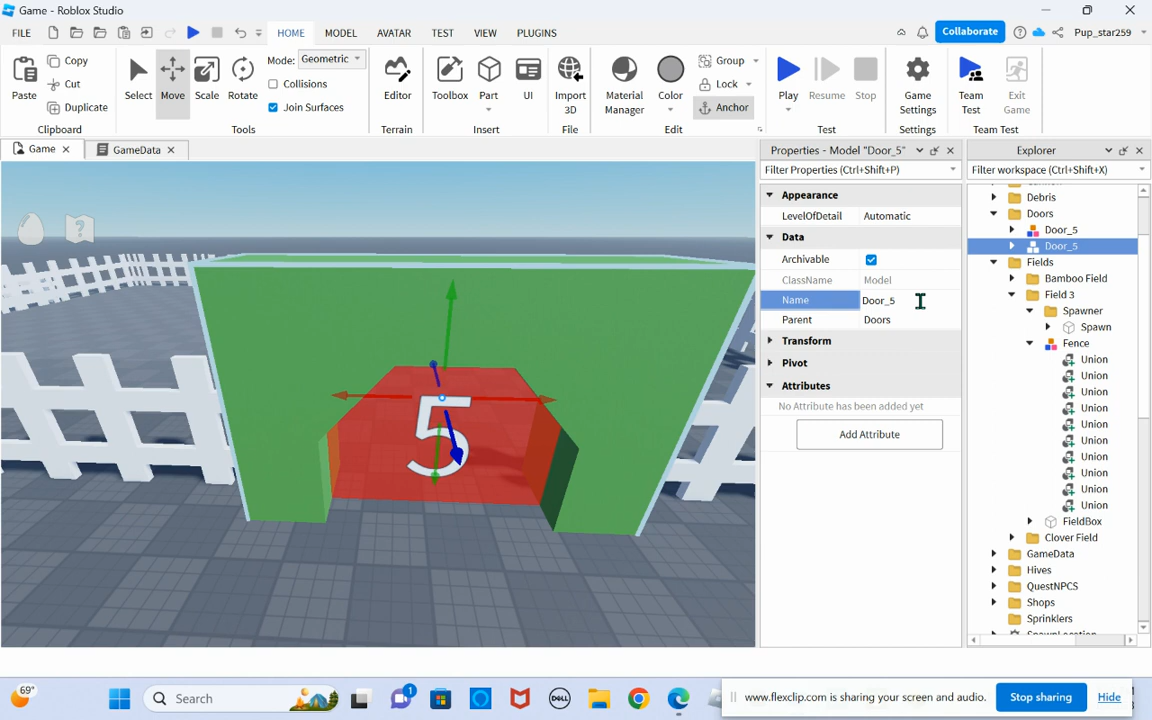 Game - Roblox Studio
FILE HOME MODEL AVATAR TEST VIEW PLUGINS Collaborate Pup_star259
Paste Copy Cut Duplicate Clipboard
Select Move Scale Rotate Mode: Geometric Collisions Join Surfaces Tools
Editor Terrain
Toolbox Part UI Insert
Import 3D File
Material Manager Color Group Lock Anchor Edit
Play Resume Stop Test
Game Settings Settings
Team Test Exit Game Team Test
Game GameData
Properties - Model "Door_5"
Filter Properties (Ctrl+Shift+P)
Appearance
LevelOfDetail Automatic
Data
Archivable
ClassName Model
Name Door_5
Parent Doors
Transform
Pivot
Attributes
No Attribute has been added yet
Add Attribute
Explorer
Filter workspace (Ctrl+Shift+X)
Debris
Doors
Door_5
Door_5
Fields
Bamboo Field
Field 3
Spawner
Spawn
Fence
Union
Union
Union
Union
Union
Union
Union
Union
Union
Union
FieldBox
Clover Field
GameData
Hives
QuestNPCS
Shops
Sprinklers
?
5
69°
Search
1
DELL
www.flexclip.com is sharing your screen and audio. Stop sharing Hide